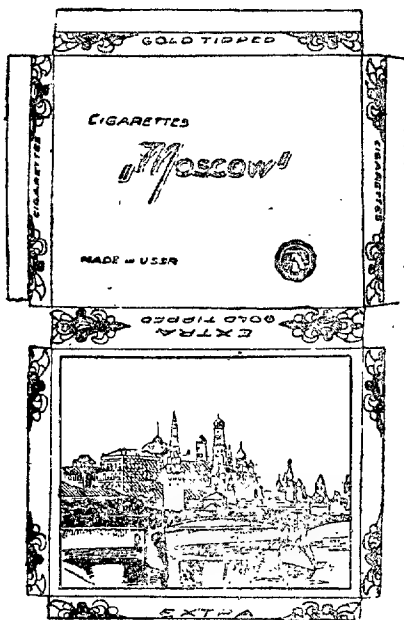 GOLD TIPPED
CIGARETTES
CIGARETTES
„Moscow"
CIGARETTES
MADE IN USSR
EXTRA
GOLD TIPPED
EXTRA